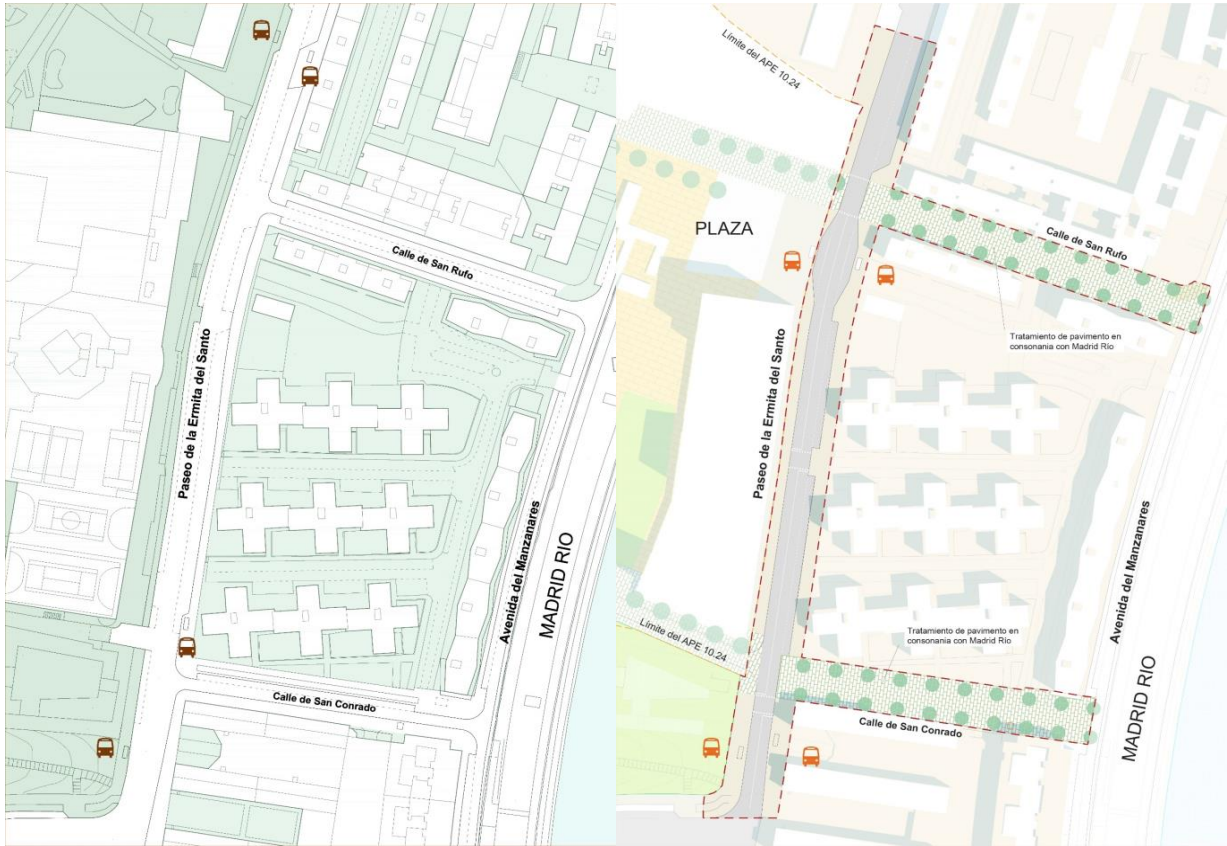 Calle de San Rufo
Paseo de la Ermita del Santo
Avenida del Manzanares
MADRID RIO
Calle de San Conrado
Límite del APE 10.24
PLAZA
Calle de San Rufo
Tratamiento de pavimento en
consonania con Madrid Río
Paseo de la Ermita del Santo
Avenida del Manzanares
Tratamiento de pavimento en
consonania con Madrid Río
Límite del APE 10.24
MADRID RIO
Calle de San Conrado